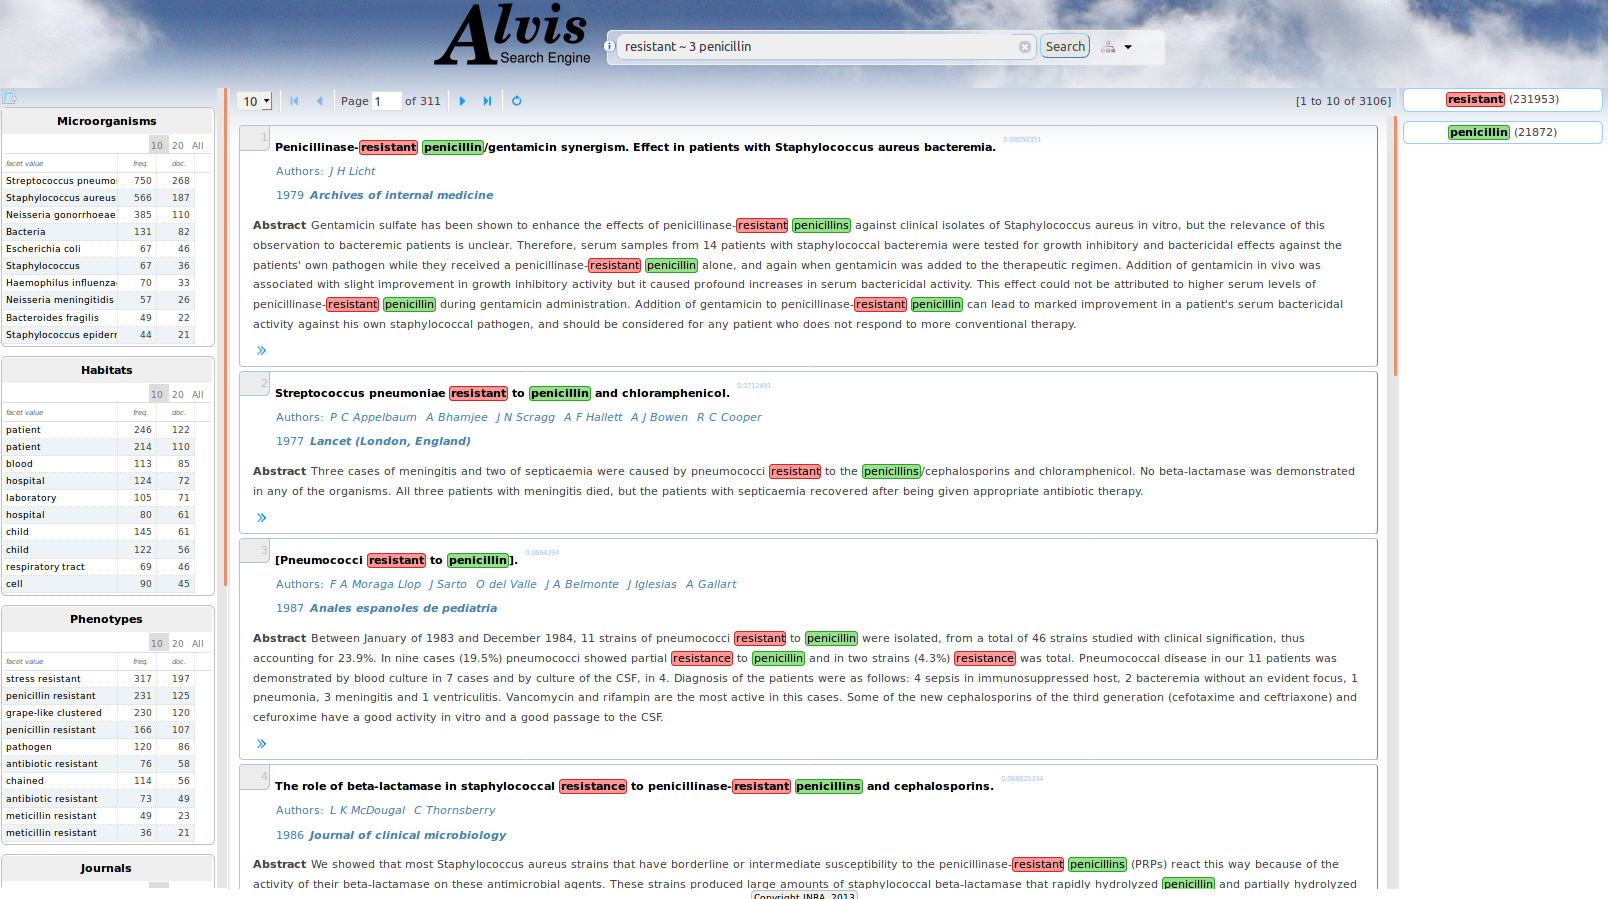 Alvis
Search Engine
resistant ~ 3 penicillin
Search
10
Page 1 of 311
[1 to 10 of 3106]
resistant (231953)
penicillin (21872)
Microorganisms
10 20 All
facet value freq. doc.
Streptococcus pneumo 750 268
Staphylococcus aureus 566 187
Neisseria gonorrhoeae 385 110
Bacteria 131 82
Escherichia coli 67 46
Staphylococcus 67 36
Haemophilus influenza 70 33
Neisseria meningitidis 57 26
Bacteroides fragilis 49 22
Staphylococcus epiderr 44 21
Habitats
10 20 All
facet value freq. doc.
patient 246 122
patient 214 110
blood 113 85
hospital 124 72
laboratory 105 71
hospital 80 61
child 145 61
child 122 56
respiratory tract 69 46
cell 90 45
Phenotypes
10 20 All
facet value freq. doc.
stress resistant 317 197
penicillin resistant 231 125
grape-like clustered 230 120
penicillin resistant 166 107
pathogen 120 86
antibiotic resistant 76 58
chained 114 56
antibiotic resistant 73 49
meticillin resistant 49 23
meticillin resistant 36 21
Journals
1
Penicillinase-resistant penicillin/gentamicin synergism. Effect in patients with Staphylococcus aureus bacteremia. 0.08050351
Authors: J H Licht
1979 Archives of internal medicine
Abstract Gentamicin sulfate has been shown to enhance the effects of penicillinase-resistant penicillins against clinical isolates of Staphylococcus aureus in vitro, but the relevance of this
observation to bacteremic patients is unclear. Therefore, serum samples from 14 patients with staphylococcal bacteremia were tested for growth inhibitory and bactericidal effects against the
patients' own pathogen while they received a penicillinase-resistant penicillin alone, and again when gentamicin was added to the therapeutic regimen. Addition of gentamicin in vivo was
associated with slight improvement in growth inhibitory activity but it caused profound increases in serum bactericidal activity. This effect could not be attributed to higher serum levels of
penicillinase-resistant penicillin during gentamicin administration. Addition of gentamicin to penicillinase-resistant penicillin can lead to marked improvement in a patient's serum bactericidal
activity against his own staphylococcal pathogen, and should be considered for any patient who does not respond to more conventional therapy.
2
Streptococcus pneumoniae resistant to penicillin and chloramphenicol. 0.0712491
Authors: P C Appelbaum A Bhamjee J N Scragg A F Hallett A J Bowen R C Cooper
1977 Lancet (London, England)
Abstract Three cases of meningitis and two of septicaemia were caused by pneumococci resistant to the penicillins/cephalosporins and chloramphenicol. No beta-lactamase was demonstrated
in any of the organisms. All three patients with meningitis died, but the patients with septicaemia recovered after being given appropriate antibiotic therapy.
3
[Pneumococci resistant to penicillin]. 0.0694394
Authors: F A Moraga Llop J Sarto O del Valle J A Belmonte J Iglesias A Gallart
1987 Anales espanoles de pediatria
Abstract Between January of 1983 and December 1984, 11 strains of pneumococci resistant to penicillin were isolated, from a total of 46 strains studied with clinical signification, thus
accounting for 23.9%. In nine cases (19.5%) pneumococci showed partial resistance to penicillin and in two strains (4.3%) resistance was total. Pneumococcal disease in our 11 patients was
demonstrated by blood culture in 7 cases and by culture of the CSF, in 4. Diagnosis of the patients were as follows: 4 sepsis in immunosuppressed host, 2 bacteremia without an evident focus, 1
pneumonia, 3 meningitis and 1 ventriculitis. Vancomycin and rifampin are the most active in this cases. Some of the new cephalosporins of the third generation (cefotaxime and ceftriaxone) and
cefuroxime have a good activity in vitro and a good passage to the CSF.
4
The role of beta-lactamase in staphylococcal resistance to penicillinase-resistant penicillins and cephalosporins. 0.068825334
Authors: L K McDougal C Thornsberry
1986 Journal of clinical microbiology
Abstract We showed that most Staphylococcus aureus strains that have borderline or intermediate susceptibility to the penicillinase-resistant penicillins (PRPs) react this way because of the
activity of their beta-lactamase on these antimicrobial agents. These strains produced large amounts of staphylococcal beta-lactamase that rapidly hydrolyzed penicillin and partially hydrolyzed
Copyright INRA, 2013